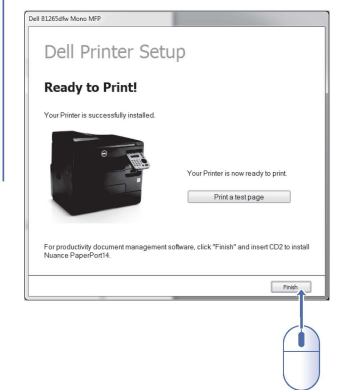 Dell B1265dfw Mono MFP
Dell Printer Setup
Ready to Print!
Your Printer is successfully installed.
Your Printer is now ready to print.
Print a test page
For productivity document management software, click "Finish" and insert CD2 to install
Nuance PaperPort14.
Finish